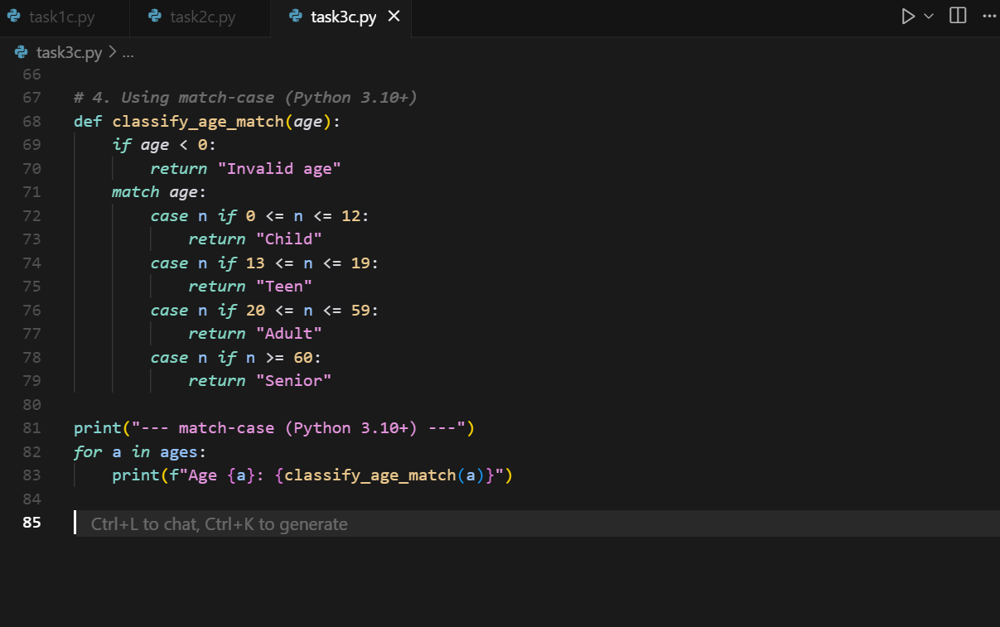 task1c.py task2c.py task3c.py
task3c.py > ...
66
67 # 4. Using match-case (Python 3.10+)
68 def classify_age_match(age):
69     if age < 0:
70         return "Invalid age"
71     match age:
72         case n if 0 <= n <= 12:
73             return "Child"
74         case n if 13 <= n <= 19:
75             return "Teen"
76         case n if 20 <= n <= 59:
77             return "Adult"
78         case n if n >= 60:
79             return "Senior"
80
81 print("--- match-case (Python 3.10+) ---")
82 for a in ages:
83     print(f"Age {a}: {classify_age_match(a)}")
84
85 Ctrl+L to chat, Ctrl+K to generate